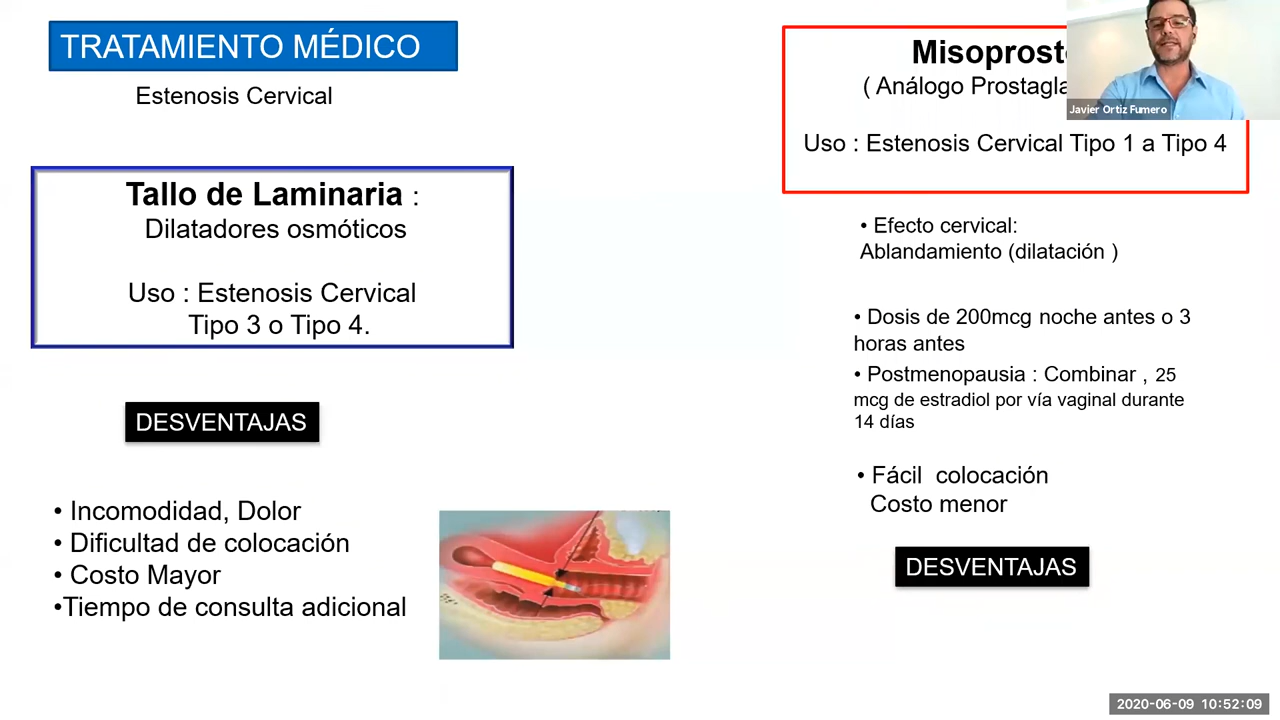 TRATAMIENTO MÉDICO
Estenosis Cervical
Tallo de Laminaria :
Dilatadores osmóticos
Uso : Estenosis Cervical
Tipo 3 o Tipo 4.
DESVENTAJAS
• Incomodidad, Dolor
• Dificultad de colocación
• Costo Mayor
•Tiempo de consulta adicional
( Análogo
Uso : Estenosis Cervical Tipo 1 a Tipo 4
• Efecto cervical:
Ablandamiento (dilatación )
• Dosis de 200mcg noche antes o 3
horas antes
• Postmenopausia : Combinar , 25
mcg de estradiol por vía vaginal durante
14 días
• Fácil colocación
Costo menor
DESVENTAJAS
Javier Ortiz Fumero
2020-06-09 10:52:09